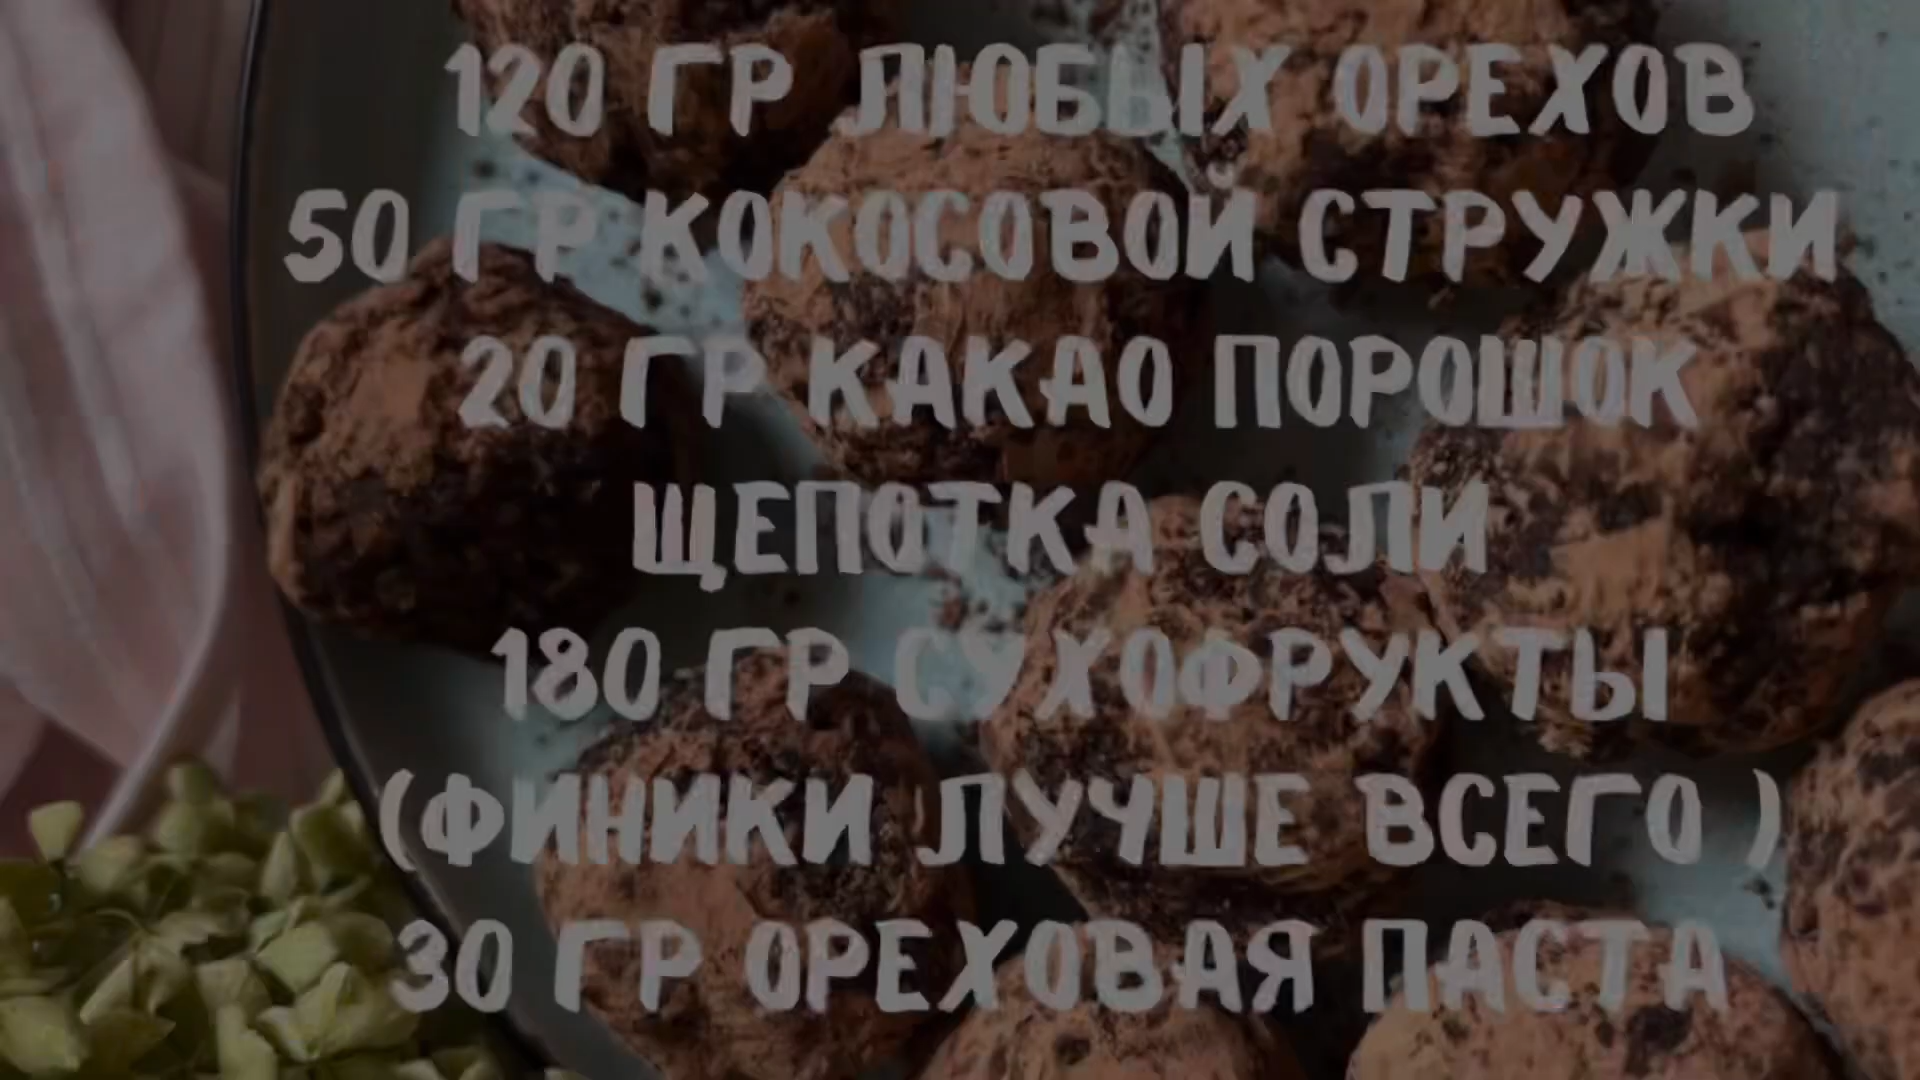 120 ГР ЛЮБЫХ ОРЕХОВ
50 ГР КОКОСОВОЙ СТРУЖКИ
20 ГР КАКАО ПОРОШОК
ЩЕПОТКА СОЛИ
180 ГР СУХОФРУКТЫ
(ФИНИКИ ЛУЧШЕ ВСЕГО )
30 ГР ОРЕХОВАЯ ПАСТА